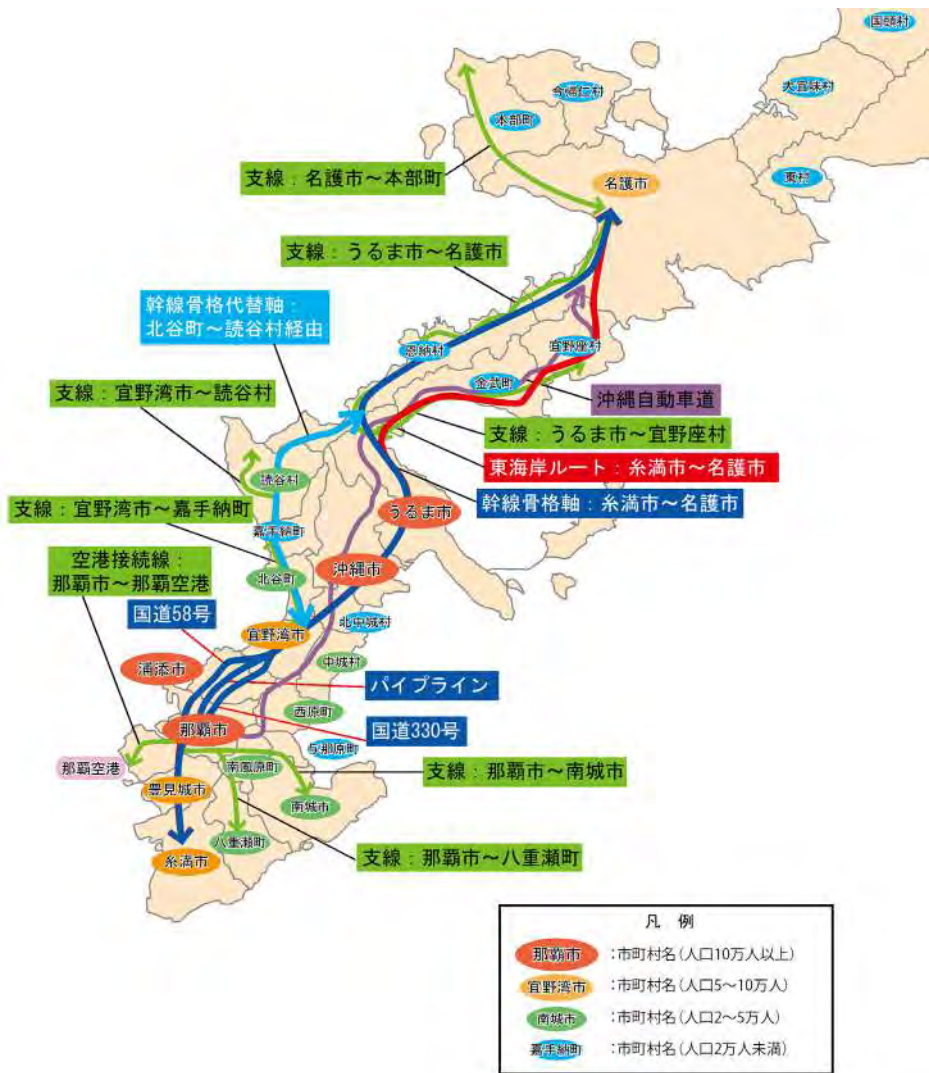 国頭村
大宜味村
今帰仁村
本部町
東村
支線：名護市～本部町
名護市
支線：うるま市～名護市
幹線骨格代替軸：
北谷町～読谷村経由
恩納村
宜野座村
支線：宜野湾市～読谷村
金武町
沖縄自動車道
支線：うるま市～宜野座村
東海岸ルート：糸満市～名護市
読谷村
幹線骨格軸：糸満市～名護市
支線：宜野湾市～嘉手納町
うるま市
嘉手納町
空港接続線：
那覇市～那覇空港
北谷町
沖縄市
国道58号
宜野湾市
北中城村
浦添市
中城村
パイプライン
西原町
那覇市
国道330号
与那原町
那覇空港
南風原町
支線：那覇市～南城市
豊見城市
南城市
八重瀬町
支線：那覇市～八重瀬町
糸満市
凡 例
那覇市 ：市町村名（人口10万人以上）
宜野湾市 ：市町村名（人口5～10万人）
南城市 ：市町村名（人口2～5万人）
嘉手納町 ：市町村名（人口2万人未満）